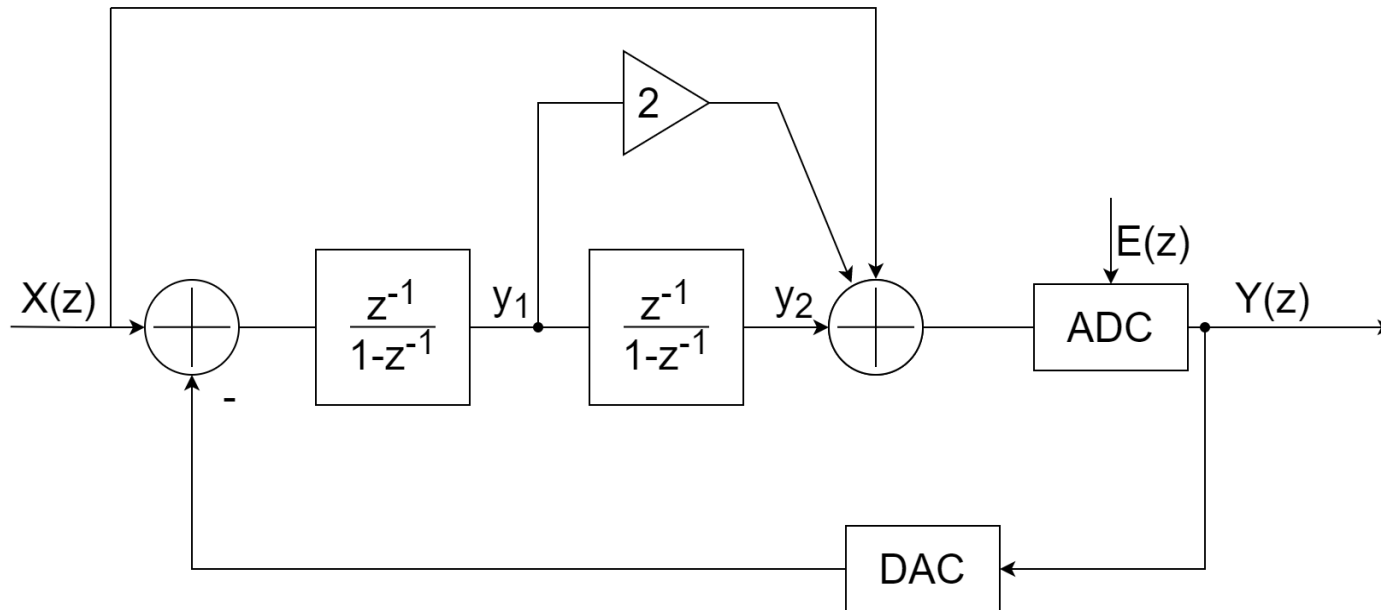 2
E(z)
X(z)
z⁻¹
1-z⁻¹
y₁
z⁻¹
1-z⁻¹
y₂
ADC
Y(z)
-
DAC